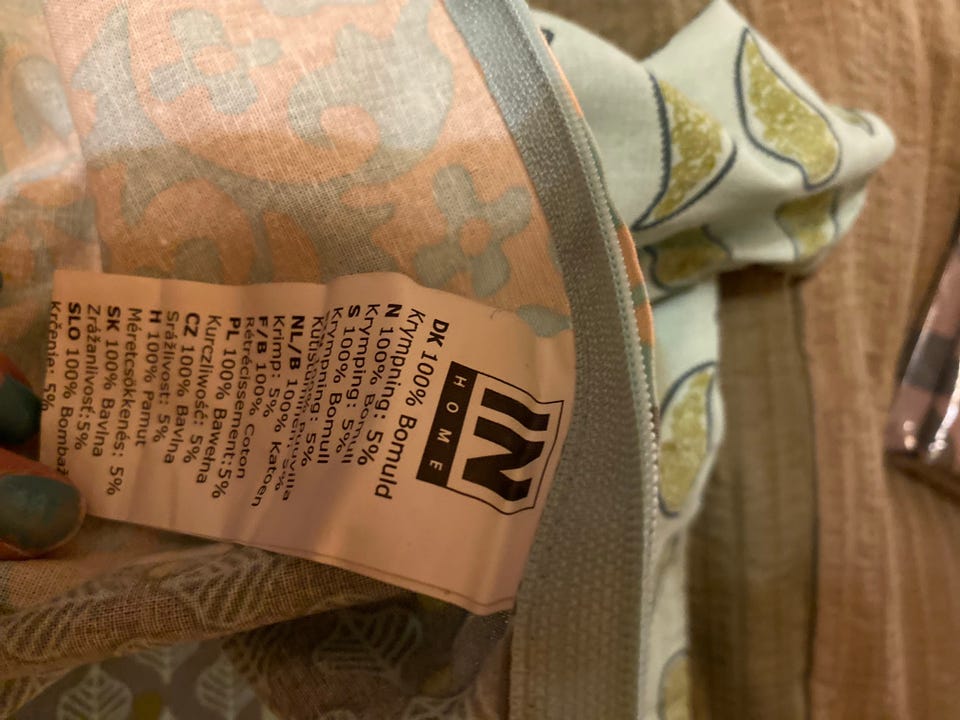 IN
HOME
DK 100% Bomuld
Krympning: 5%
N 100% Bomull
Krymping: 5%
S 100% Bomull
Krympning: 5%
NL/B 100% Katoen
Krimp: 5%
F/B 100% Coton
Rétrécissement: 5%
PL 100% Bawełna
Kurczliwość: 5%
CZ 100% Bavlna
Srážlivost: 5%
H 100% Pamut
Méretcsökkenés: 5%
SK 100% Bavlna
Zrážanlivosť:5%
SLO 100% Bombaž
Krčenje: 5%